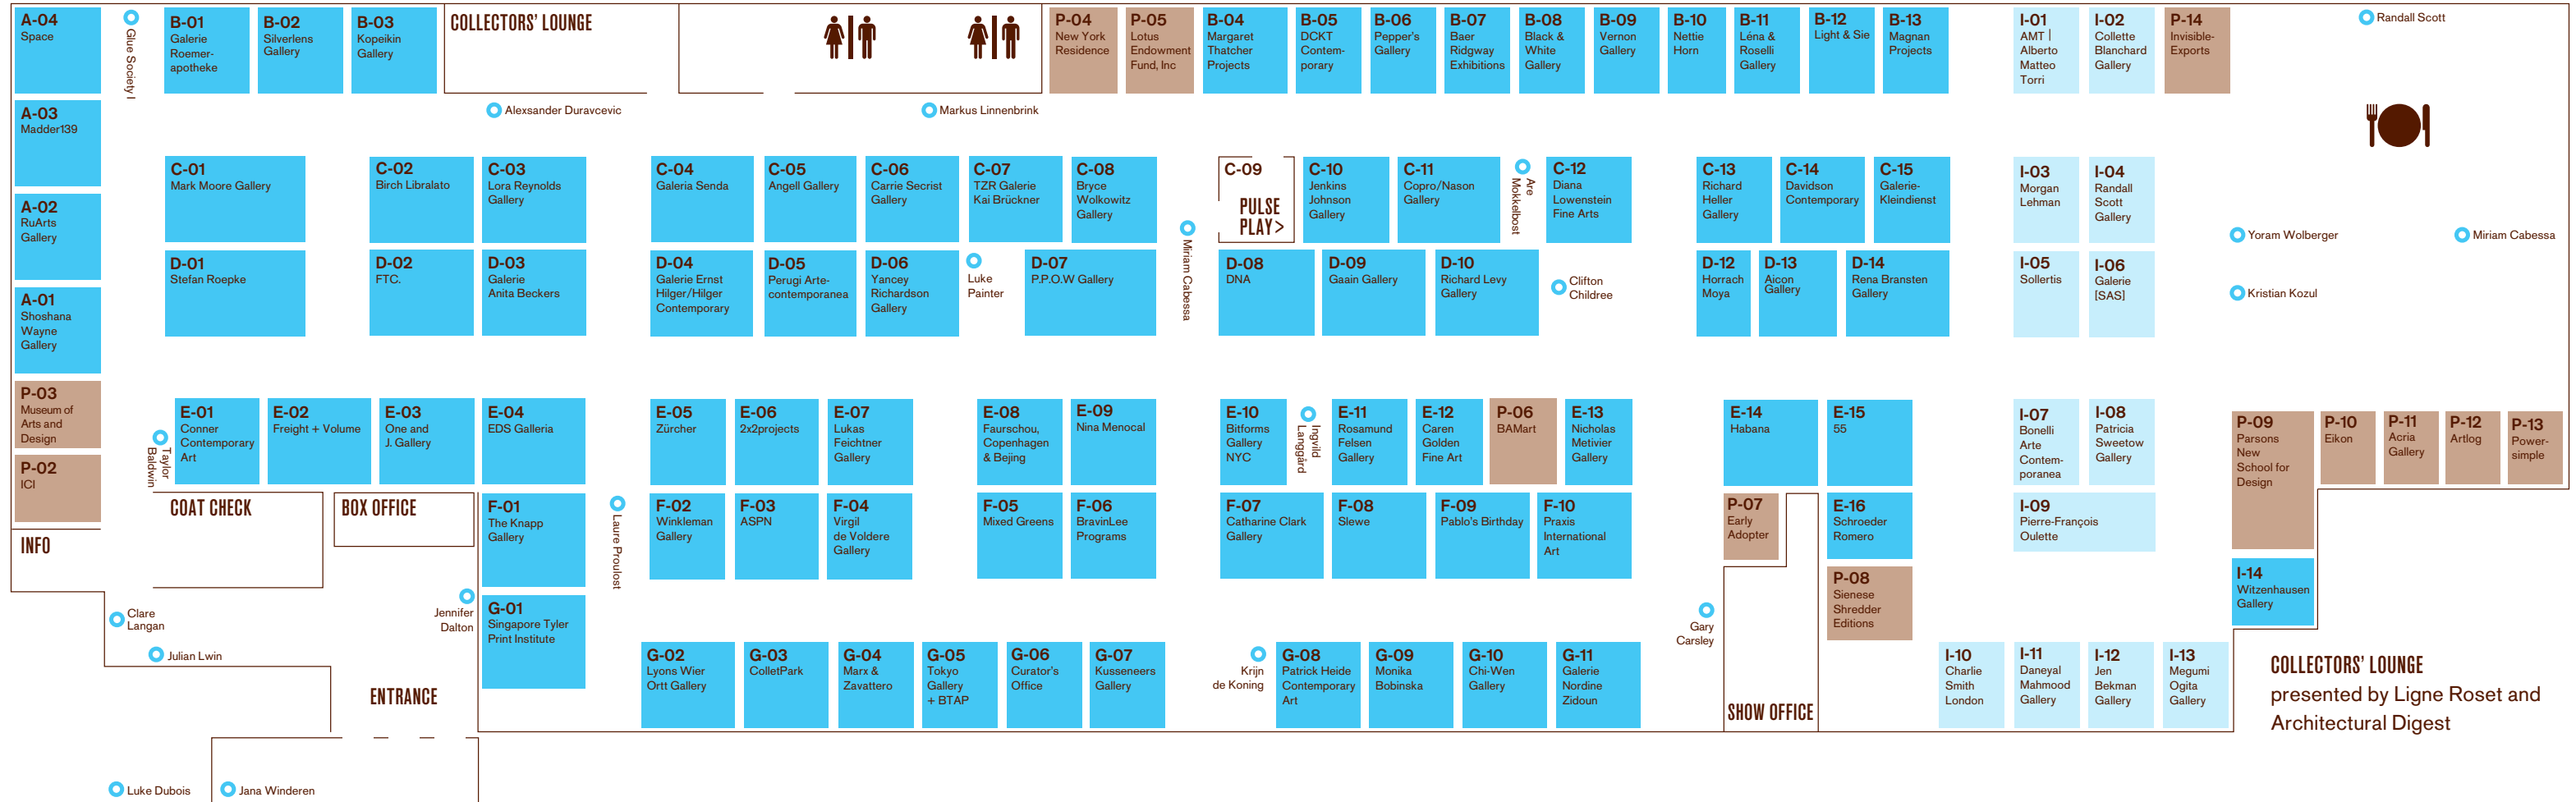 A-04
Space
Glue Society I
B-01
Galerie
Roemer-
apotheke
B-02
Silverlens
Gallery
B-03
Kopeikin
Gallery
COLLECTORS' LOUNGE
P-04
New York
Residence
P-05
Lotus
Endowment
Fund, Inc
B-04
Margaret
Thatcher
Projects
B-05
DCKT
Contem-
porary
B-06
Pepper's
Gallery
B-07
Baer
Ridgway
Exhibitions
B-08
Black &
White
Gallery
B-09
Vernon
Gallery
B-10
Nettie
Horn
B-11
Léna &
Roselli
Gallery
B-12
Light & Sie
B-13
Magnan
Projects
I-01
AMT |
Alberto
Matteo
Torri
I-02
Collette
Blanchard
Gallery
P-14
Invisible-
Exports
Randall Scott
Alexsander Duravcevic
Markus Linnenbrink
A-03
Madder139
A-02
RuArts
Gallery
A-01
Shoshana
Wayne
Gallery
P-03
Museum of
Arts and
Design
P-02
ICI
INFO
C-01
Mark Moore Gallery
C-02
Birch Libralato
C-03
Lora Reynolds
Gallery
C-04
Galeria Senda
C-05
Angell Gallery
C-06
Carrie Secrist
Gallery
C-07
TZR Galerie
Kai Brückner
C-08
Bryce
Wolkowitz
Gallery
Miriam Cabessa
C-09
PULSE
PLAY>
C-10
Jenkins
Johnson
Gallery
C-11
Copro/Nason
Gallery
Are
Mokkelbost
C-12
Diana
Lowenstein
Fine Arts
C-13
Richard
Heller
Gallery
C-14
Davidson
Contemporary
C-15
Galerie-
Kleindienst
I-03
Morgan
Lehman
I-04
Randall
Scott
Gallery
Yoram Wolberger
Miriam Cabessa
D-01
Stefan Roepke
D-02
FTC.
D-03
Galerie
Anita Beckers
D-04
Galerie Ernst
Hilger/Hilger
Contemporary
D-05
Perugi Arte-
contemporanea
D-06
Yancey
Richardson
Gallery
Luke
Painter
D-07
P.P.O.W Gallery
D-08
DNA
D-09
Gaain Gallery
D-10
Richard Levy
Gallery
Clifton
Childree
D-12
Horrach
Moya
D-13
Aicon
Gallery
D-14
Rena Bransten
Gallery
I-05
Sollertis
I-06
Galerie
[SAS]
Kristian Kozul
Taylor
Baldwin
E-01
Conner
Contemporary
Art
E-02
Freight + Volume
E-03
One and
J. Gallery
E-04
EDS Galleria
E-05
Zürcher
E-06
2x2projects
E-07
Lukas
Feichtner
Gallery
E-08
Faurschou,
Copenhagen
& Bejing
E-09
Nina Menocal
E-10
Bitforms
Gallery
NYC
Ingvild
Langgård
E-11
Rosamund
Felsen
Gallery
E-12
Caren
Golden
Fine Art
P-06
BAMart
E-13
Nicholas
Metivier
Gallery
E-14
Habana
E-15
55
I-07
Bonelli
Arte
Contem-
poranea
I-08
Patricia
Sweetow
Gallery
P-09
Parsons
New
School for
Design
P-10
Eikon
P-11
Acria
Gallery
P-12
Artlog
P-13
Power-
simple
COAT CHECK
BOX OFFICE
F-01
The Knapp
Gallery
Laure Proulost
F-02
Winkleman
Gallery
F-03
ASPN
F-04
Virgil
de Voldere
Gallery
F-05
Mixed Greens
F-06
BravinLee
Programs
F-07
Catharine Clark
Gallery
F-08
Slewe
F-09
Pablo's Birthday
F-10
Praxis
International
Art
P-07
Early
Adopter
E-16
Schroeder
Romero
I-09
Pierre-François
Oulette
P-08
Sienese
Shredder
Editions
I-14
Witzenhausen
Gallery
Clare
Langan
Julian Lwin
Jennifer
Dalton
ENTRANCE
G-01
Singapore Tyler
Print Institute
G-02
Lyons Wier
Ortt Gallery
G-03
ColletPark
G-04
Marx &
Zavattero
G-05
Tokyo
Gallery
+ BTAP
G-06
Curator's
Office
G-07
Kusseneers
Gallery
Krijn
de Koning
G-08
Patrick Heide
Contemporary
Art
G-09
Monika
Bobinska
G-10
Chi-Wen
Gallery
G-11
Galerie
Nordine
Zidoun
Gary
Carsley
SHOW OFFICE
I-10
Charlie
Smith
London
I-11
Daneyal
Mahmood
Gallery
I-12
Jen
Bekman
Gallery
I-13
Megumi
Ogita
Gallery
COLLECTORS' LOUNGE
presented by Ligne Roset and
Architectural Digest
Luke Dubois
Jana Winderen